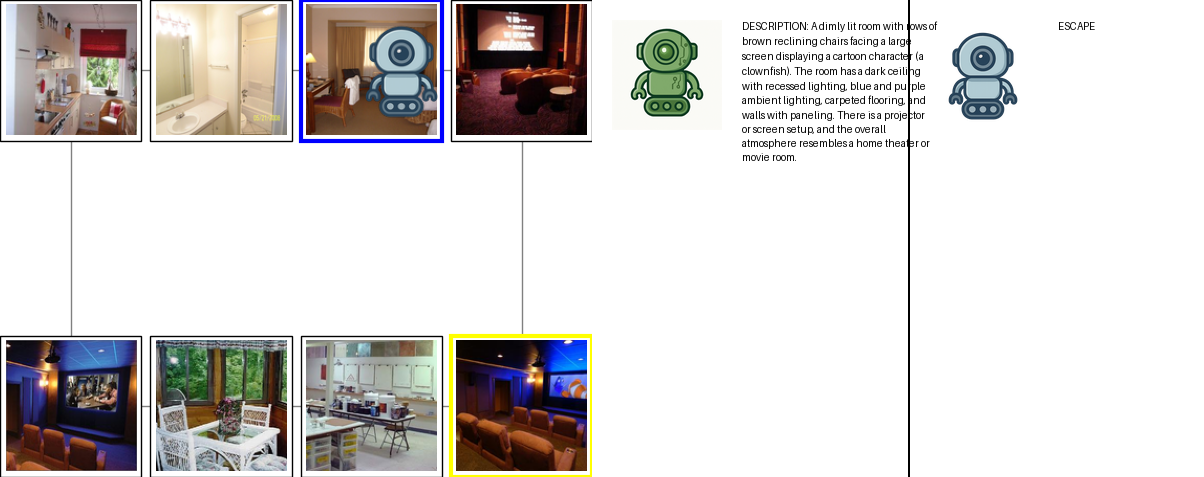 DESCRIPTION: A dimly lit room with rows of
brown reclining chairs facing a large
screen displaying a cartoon character (a
clownfish). The room has a dark ceiling
with recessed lighting, blue and purple
ambient lighting, carpeted flooring, and
walls with paneling. There is a projector
or screen setup, and the overall
atmosphere resembles a home theater or
movie room.
ESCAPE